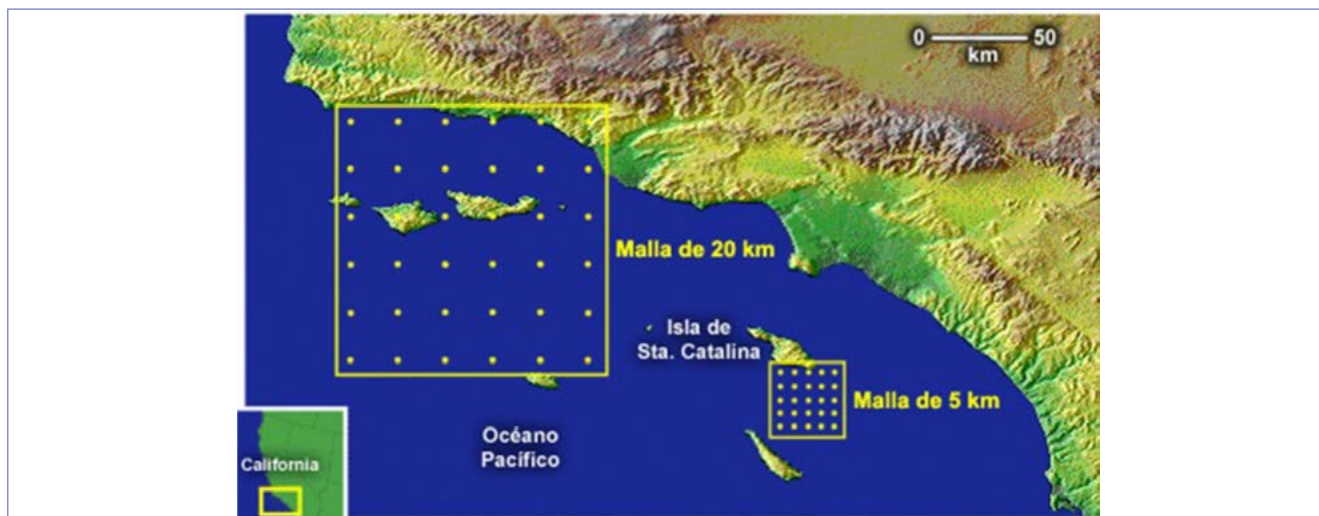 0 50
km
Malla de 20 km
Isla de
Sta. Catalina
Malla de 5 km
Océano
Pacífico
California